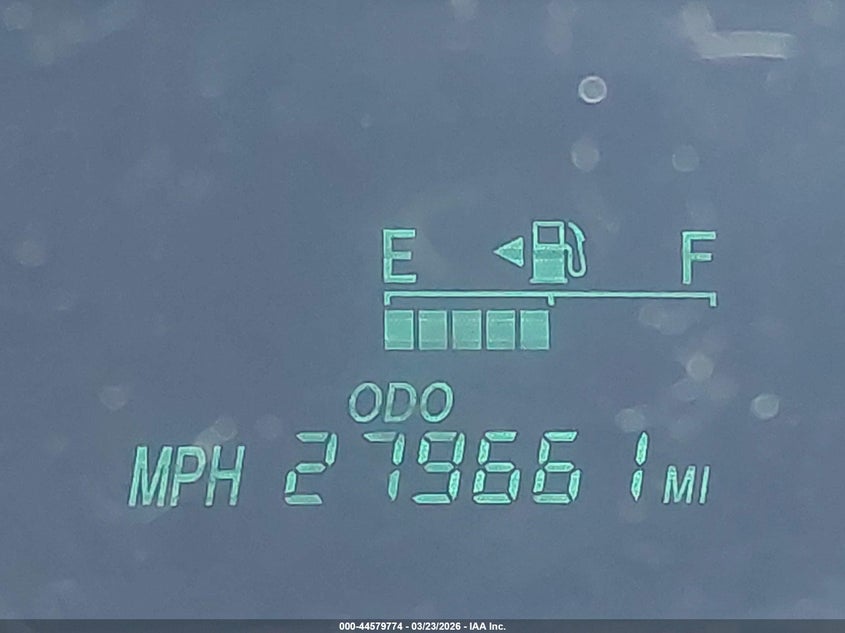 E F
ODO
MPH 279661 MI
000-44579774 - 03/23/2026 - IAA Inc.